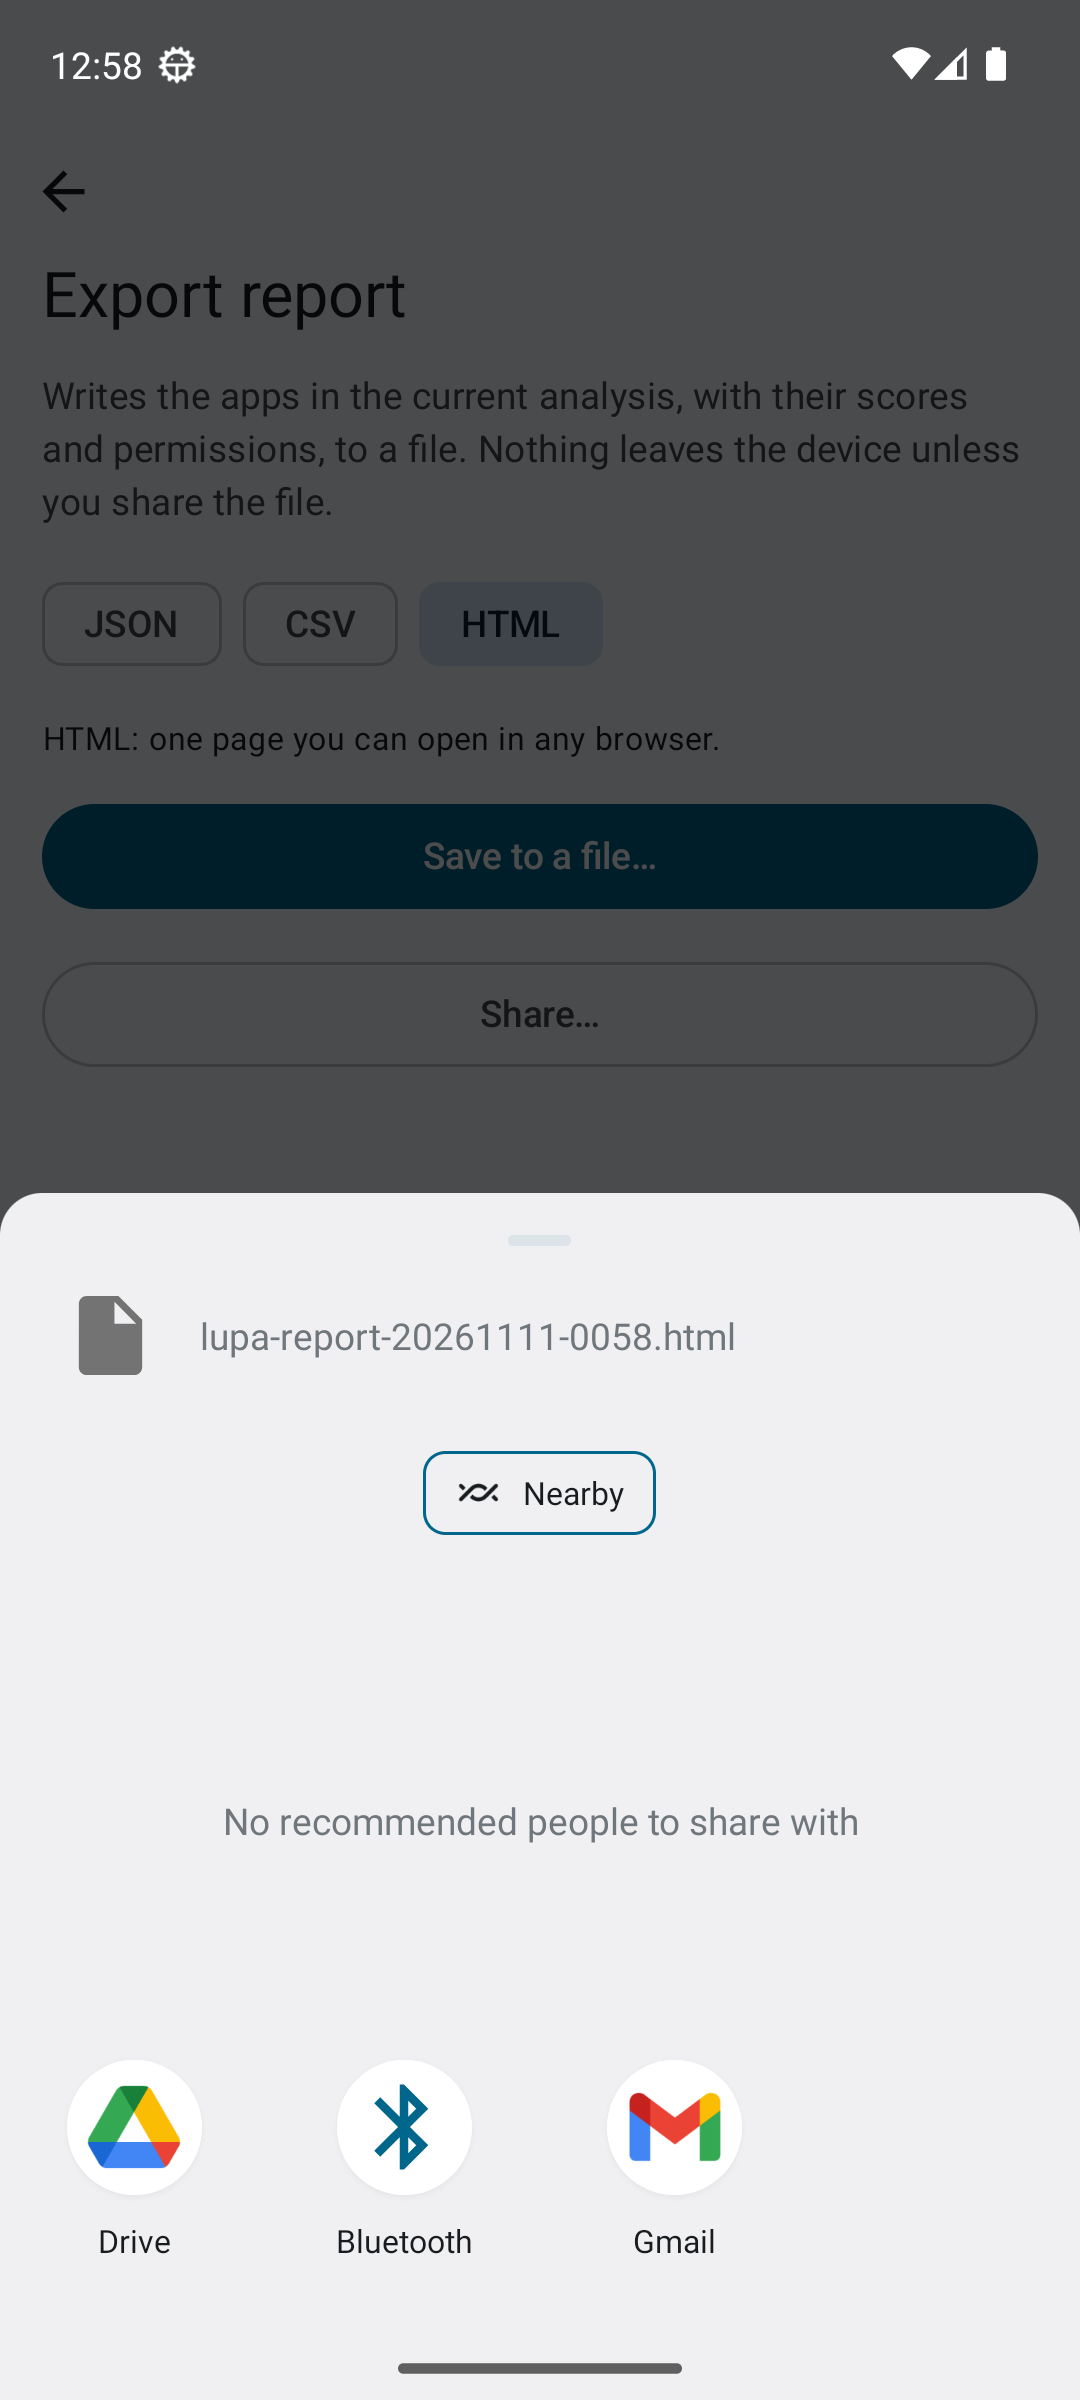 12:58
Export report
Writes the apps in the current analysis, with their scores
and permissions, to a file. Nothing leaves the device unless
you share the file.
JSON
CSV
HTML
HTML: one page you can open in any browser.
Save to a file…
Share…
lupa-report-20261111-0058.html
Nearby
No recommended people to share with
Drive
Bluetooth
Gmail